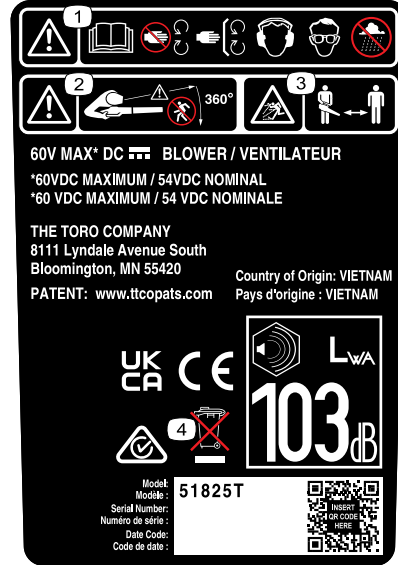 1
2
360°
3
60V MAX* DC BLOWER / VENTILATEUR
*60VDC MAXIMUM / 54VDC NOMINAL
*60 VDC MAXIMUM / 54 VDC NOMINALE
THE TORO COMPANY
8111 Lyndale Avenue South
Bloomington, MN 55420
PATENT: www.ttcopats.com
Country of Origin: VIETNAM
Pays d'origine : VIETNAM
UK
CA
CE
4
LWA
103dB
Model:
Modèle :
51825T
Serial Number:
Numéro de série :
Date Code:
Code de date :
INSERT
QR CODE
HERE